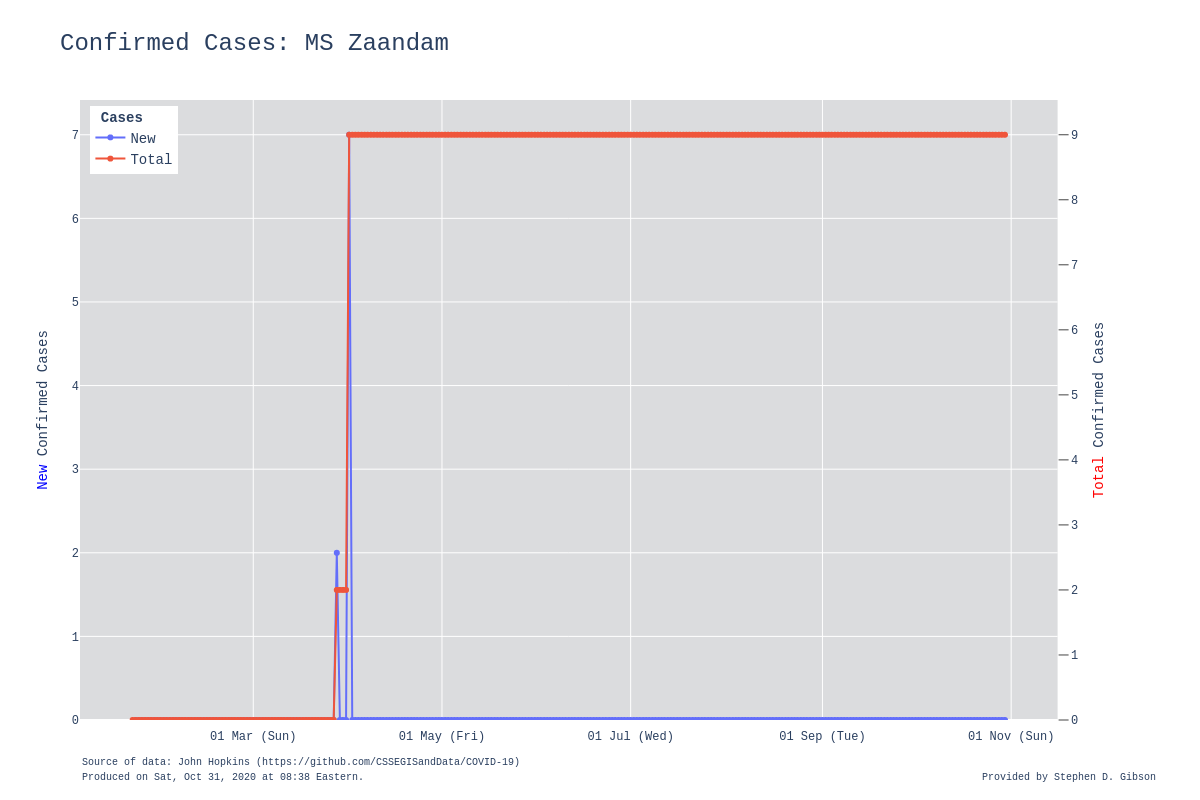 Confirmed Cases: MS Zaandam
Cases
New
Total
7
6
5
4
3
2
1
0
New Confirmed Cases
9
8
7
6
5
4
3
2
1
0
Total Confirmed Cases
01 Mar (Sun)
01 May (Fri)
01 Jul (Wed)
01 Sep (Tue)
01 Nov (Sun)
Source of data: John Hopkins (https://github.com/CSSEGISandData/COVID-19)
Produced on Sat, Oct 31, 2020 at 08:38 Eastern.
Provided by Stephen D. Gibson